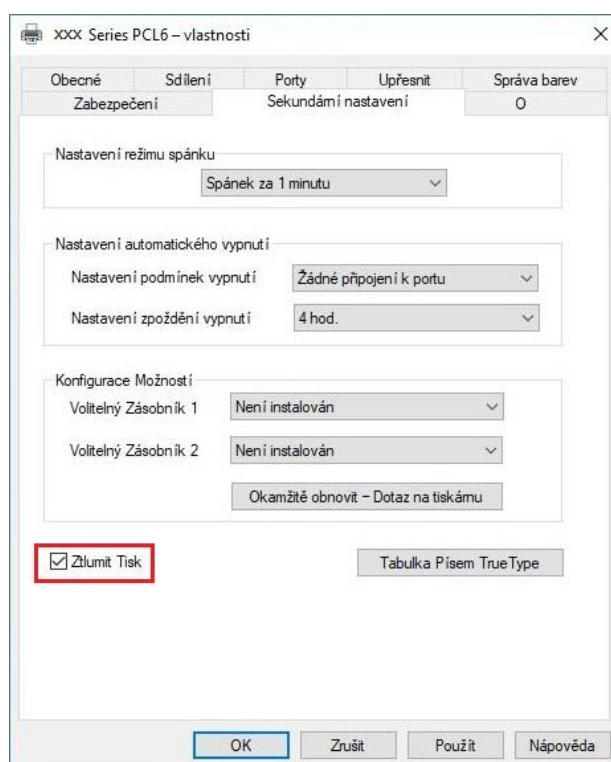 XXX Series PCL6 – vlastnosti
Obecné Sdílení Porty Upřesnit Správa barev
Zabezpečení Sekundární nastavení O
Nastavení režimu spánku
Spánek za 1 minutu
Nastavení automatického vypnutí
Nastavení podmínek vypnutí Žádné připojení k portu
Nastavení zpoždění vypnutí 4 hod.
Konfigurace Možností
Volitelný Zásobník 1 Není instalován
Volitelný Zásobník 2 Není instalován
Okamžitě obnovit – Dotaz na tiskárnu
Ztlumit Tisk Tabulka Písem TrueType
OK Zrušit Použít Nápověda